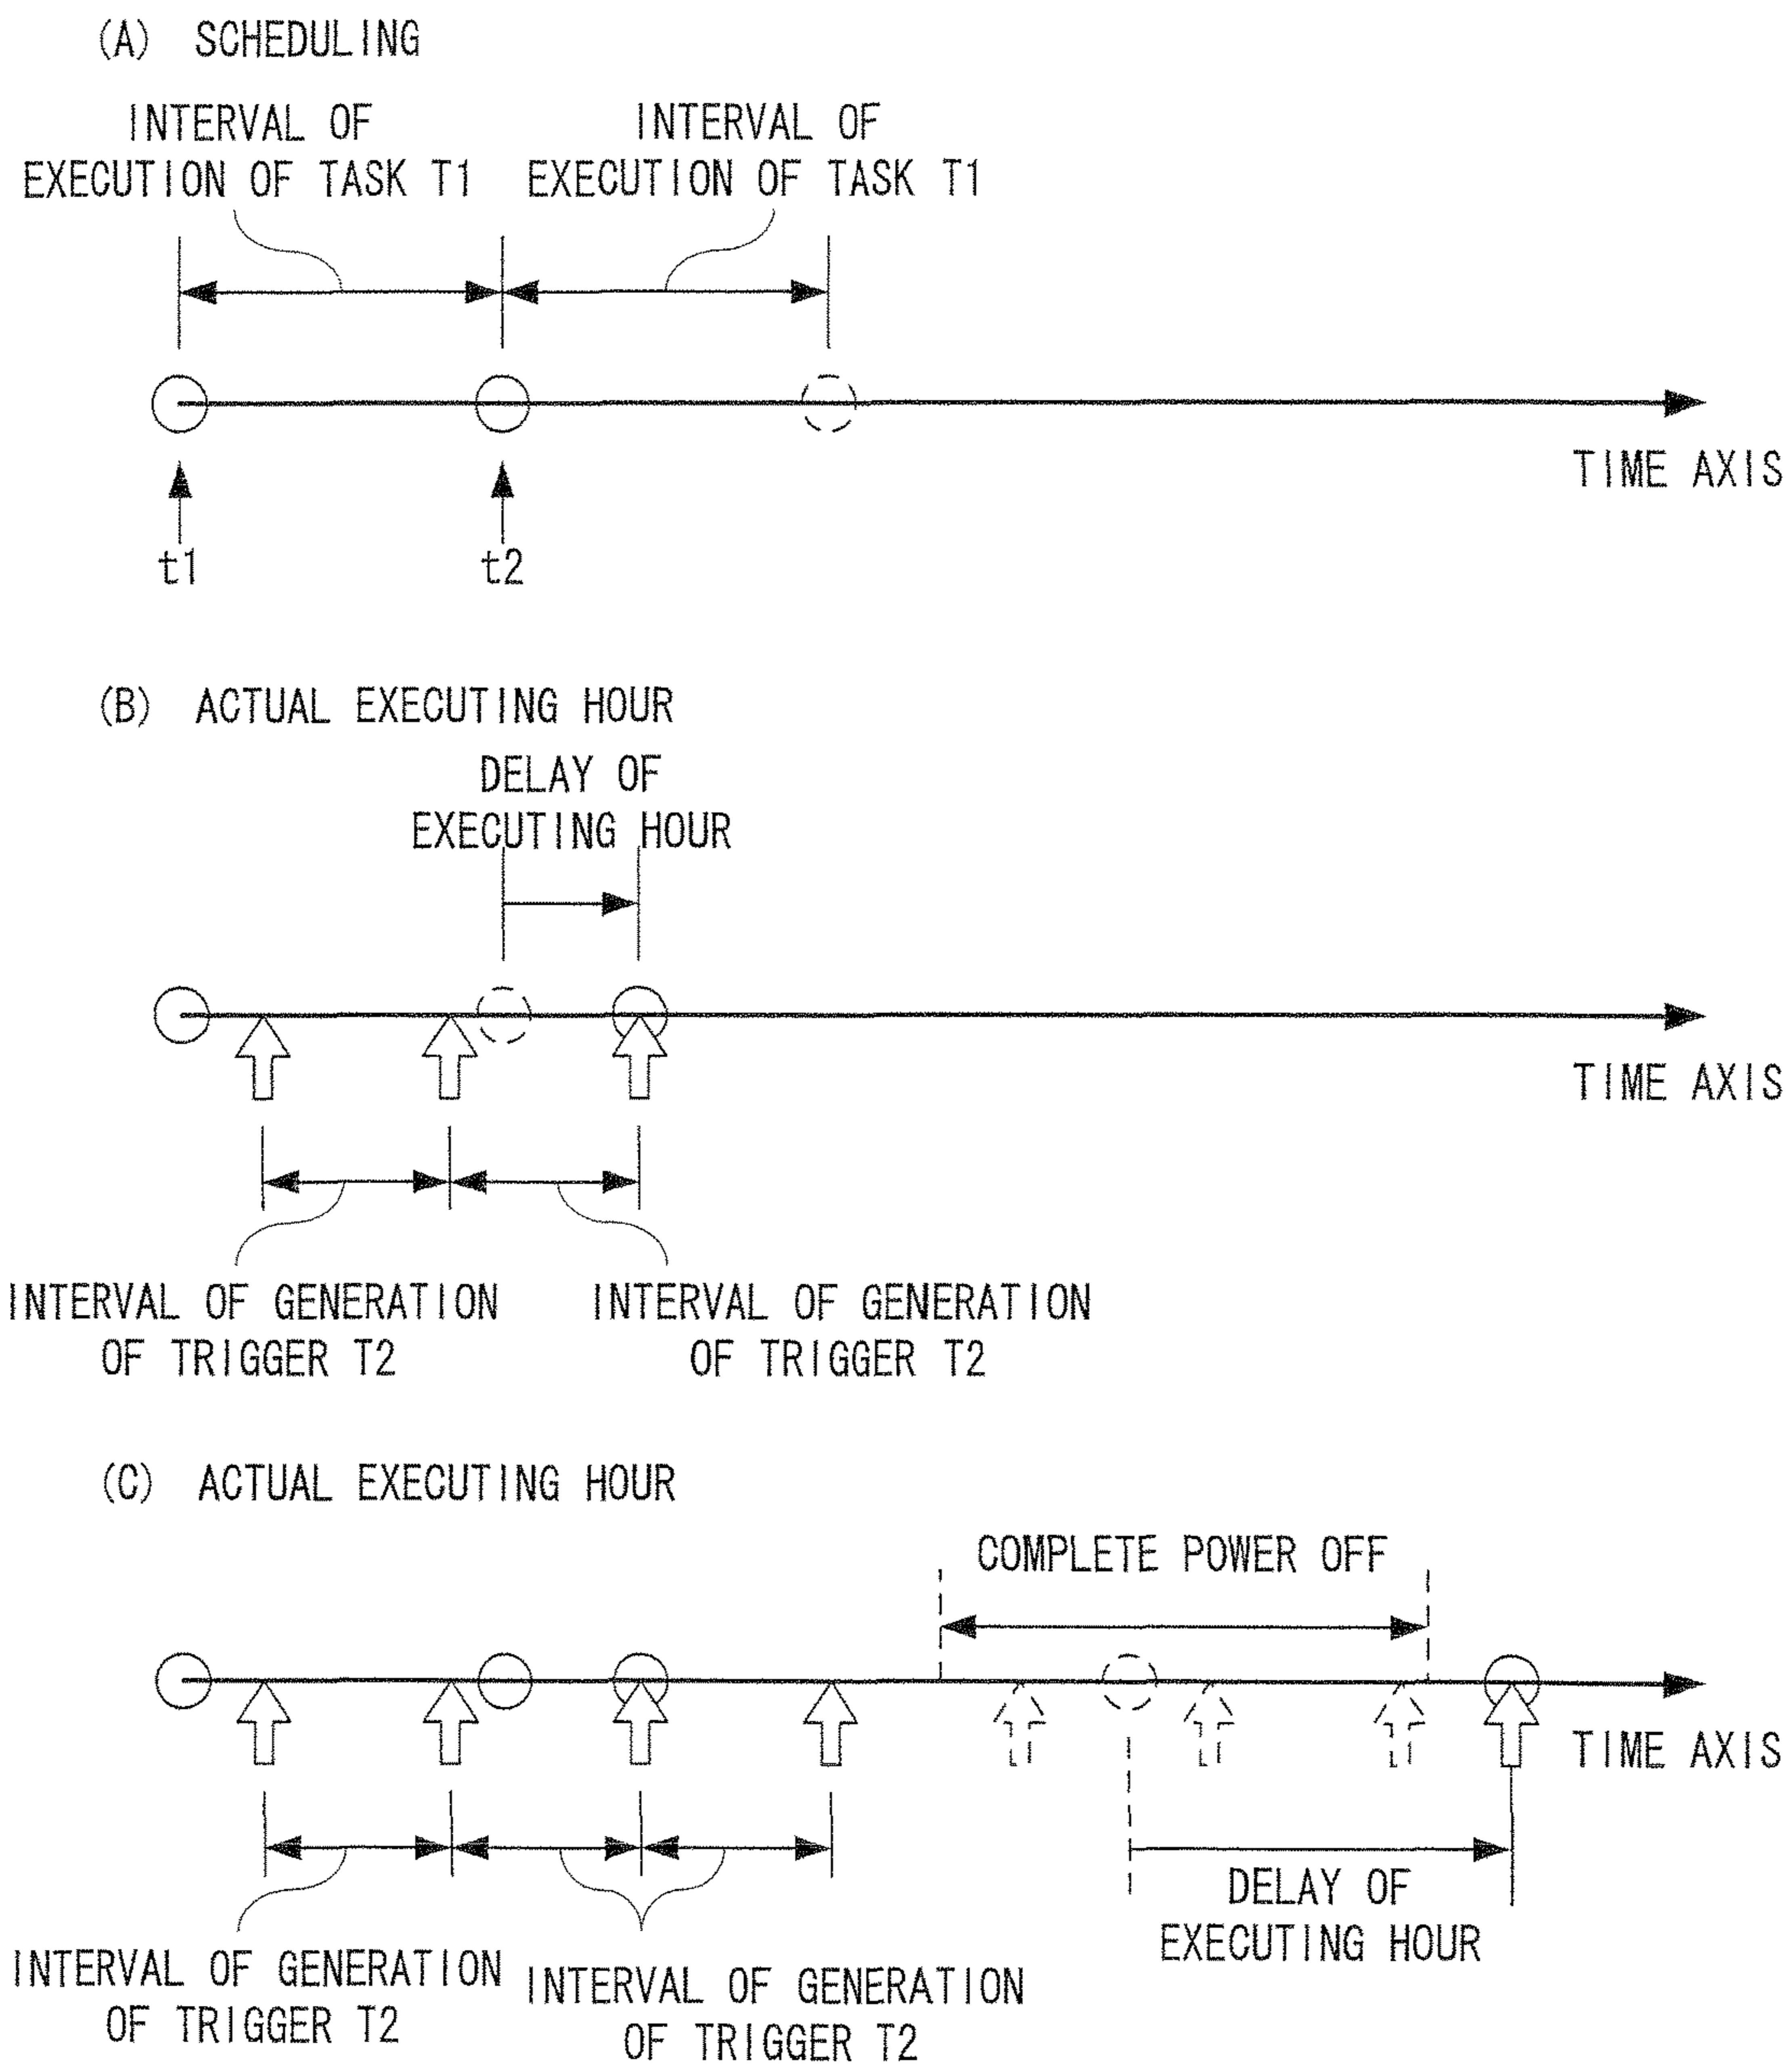 (A) SCHEDULING
INTERVAL OF
EXECUTION OF TASK T1
INTERVAL OF
EXECUTION OF TASK T1
TIME AXIS
t1
t2
(B) ACTUAL EXECUTING HOUR
DELAY OF
EXECUTING HOUR
TIME AXIS
INTERVAL OF GENERATION
OF TRIGGER T2
INTERVAL OF GENERATION
OF TRIGGER T2
(C) ACTUAL EXECUTING HOUR
COMPLETE POWER OFF
TIME AXIS
DELAY OF
EXECUTING HOUR
INTERVAL OF GENERATION
OF TRIGGER T2
INTERVAL OF GENERATION
OF TRIGGER T2